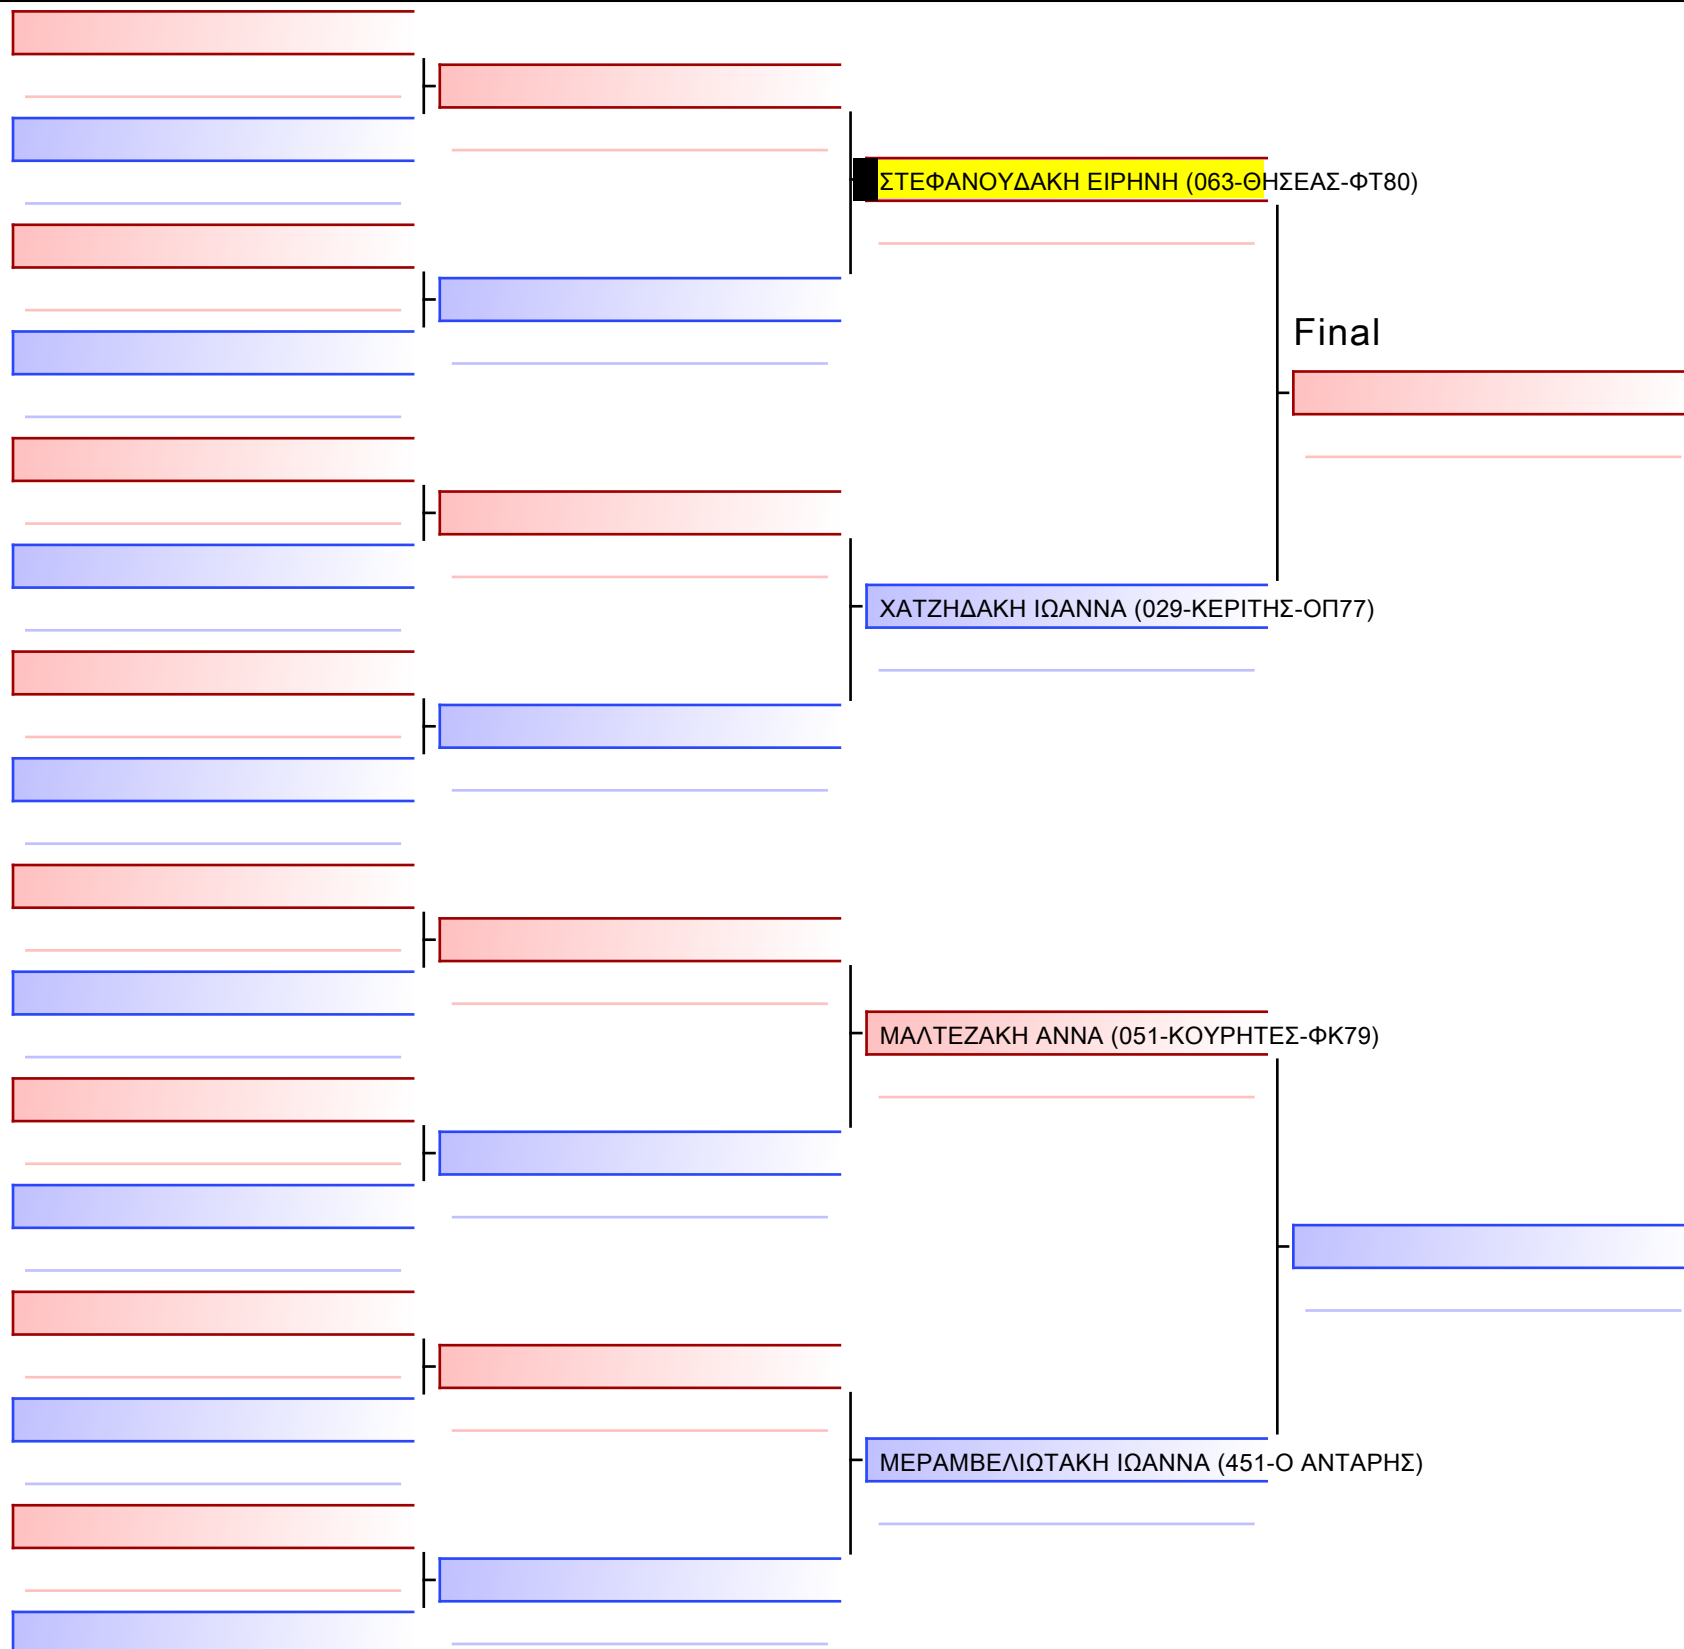 ΣΤΕΦΑΝΟΥΔΑΚΗ ΕΙΡΗΝΗ (063-ΘΗΣΕΑΣ-ΦΤ80)
Final
ΧΑΤΖΗΔΑΚΗ ΙΩΑΝΝΑ (029-ΚΕΡΙΤΗΣ-ΟΠ77)
ΜΑΛΤΕΖΑΚΗ ΑΝΝΑ (051-ΚΟΥΡΗΤΕΣ-ΦΚ79)
ΜΕΡΑΜΒΕΛΙΩΤΑΚΗ ΙΩΑΝΝΑ (451-Ο ΑΝΤΑΡΗΣ)